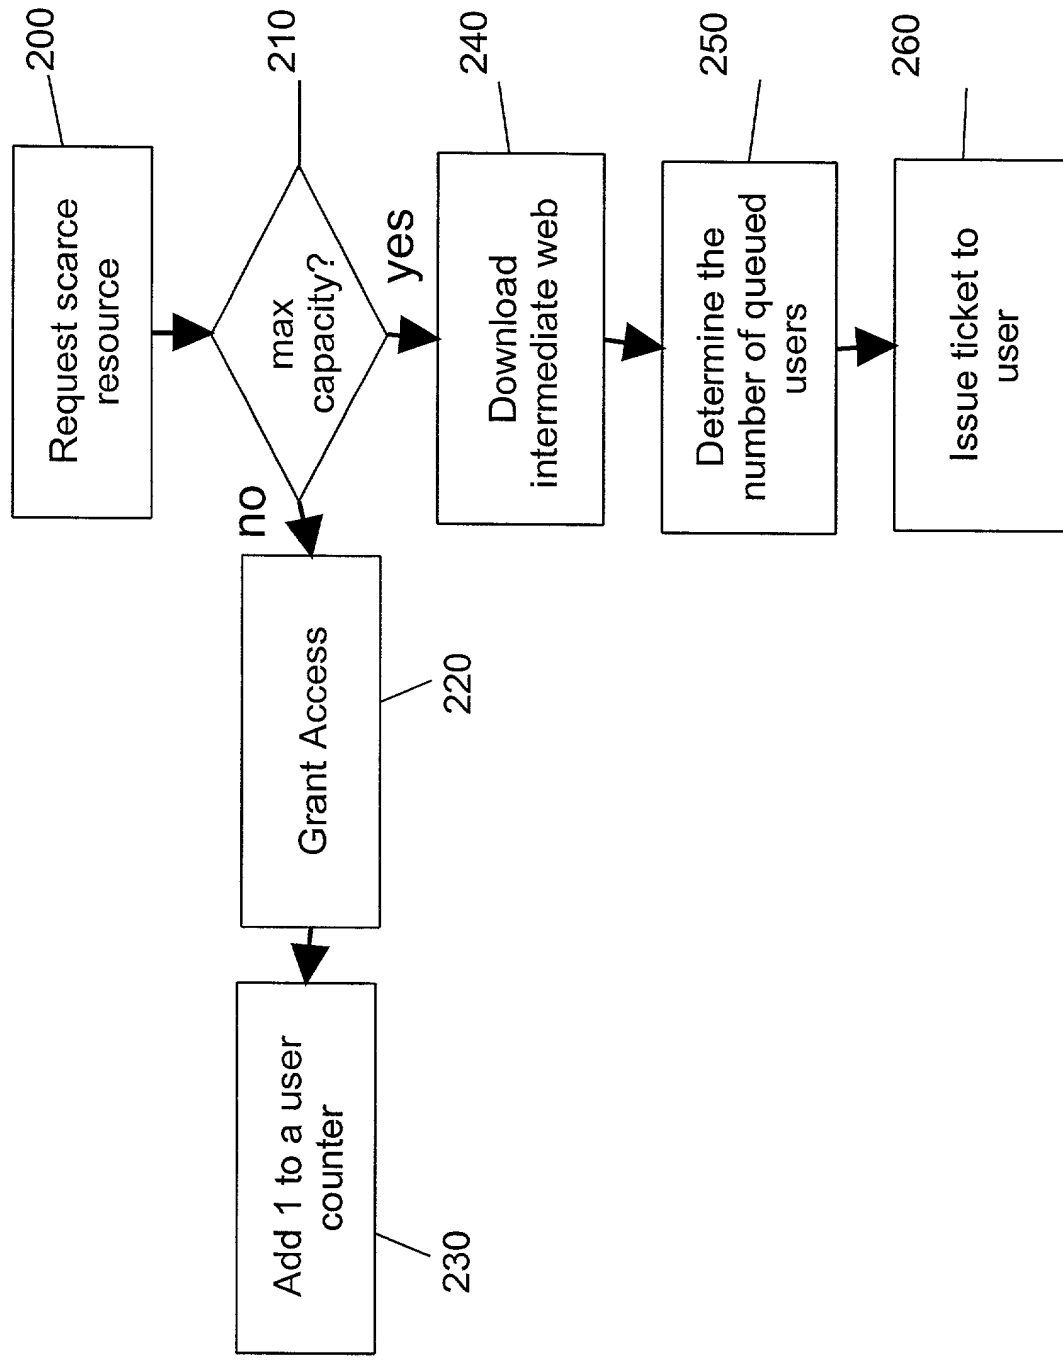 200
Request scarce
resource
210
max
capacity?
no
yes
Grant Access
220
Add 1 to a user
counter
230
240
Download
intermediate web
250
Determine the
number of queued
users
260
Issue ticket to
user